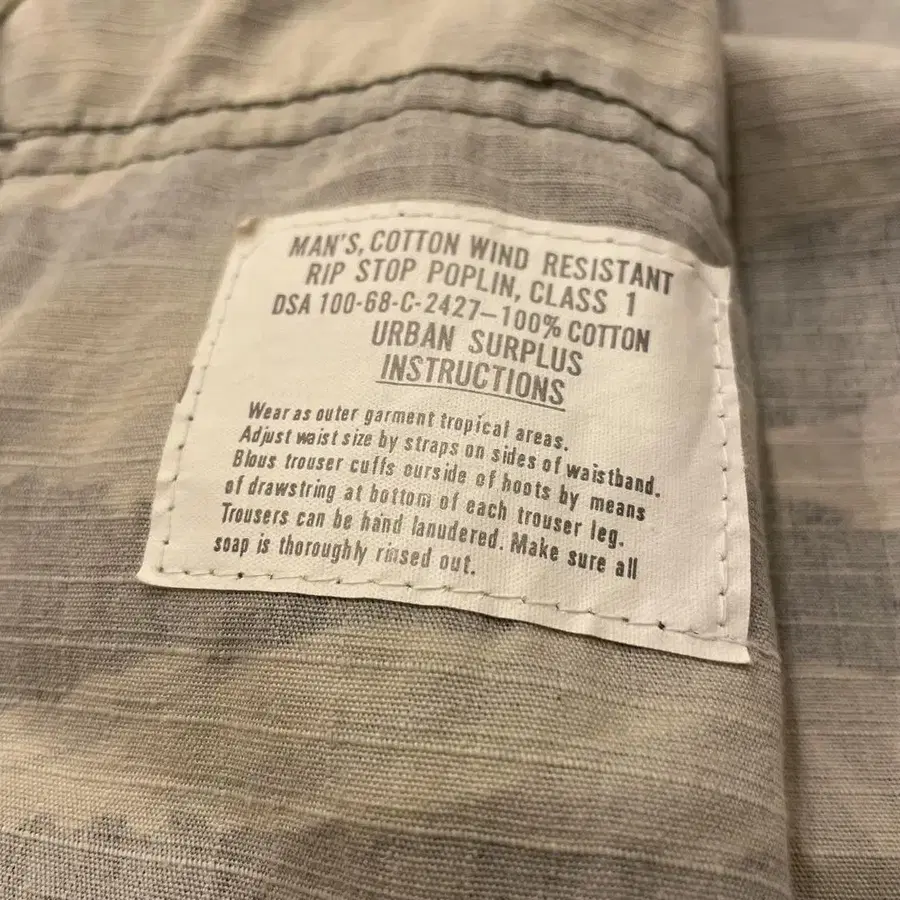 MAN'S, COTTON WIND RESISTANT
RIP STOP POPLIN, CLASS 1
DSA 100-68-C-2427—100% COTTON
URBAN SURPLUS
INSTRUCTIONS
Wear as outer garment tropical areas.
Adjust waist size by straps on sides of waistband.
Blous trouser cuffs ourside of hoots by means
of drawstring at bottom of each trouser leg.
Trousers can be hand lanudered. Make sure all
soap is thoroughly rinsed out.